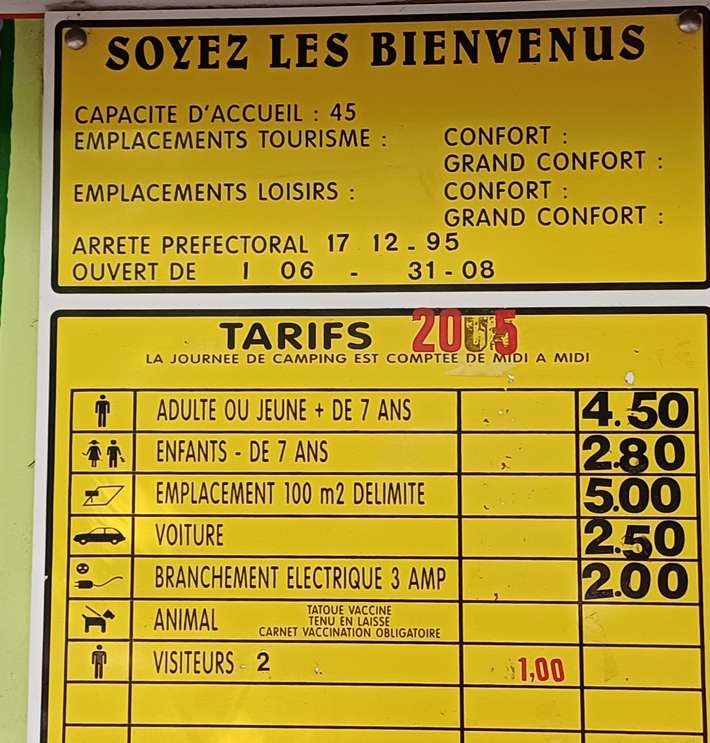 SOYEZ LES BIENVENUS
CAPACITE D'ACCUEIL : 45
EMPLACEMENTS TOURISME : CONFORT :
GRAND CONFORT :
EMPLACEMENTS LOISIRS : CONFORT :
GRAND CONFORT :
ARRETE PREFECTORAL 17 12 - 95
OUVERT DE 1 06 - 31 - 08
TARIFS 2005
LA JOURNEE DE CAMPING EST COMPTEE DE MIDI A MIDI
ADULTE OU JEUNE + DE 7 ANS 4.50
ENFANTS - DE 7 ANS 2.80
EMPLACEMENT 100 m2 DELIMITE 5.00
VOITURE 2.50
BRANCHEMENT ELECTRIQUE 3 AMP 2.00
ANIMAL TATOUE VACCINE
TENU EN LAISSE
CARNET VACCINATION OBLIGATOIRE
VISITEURS 2 1,00